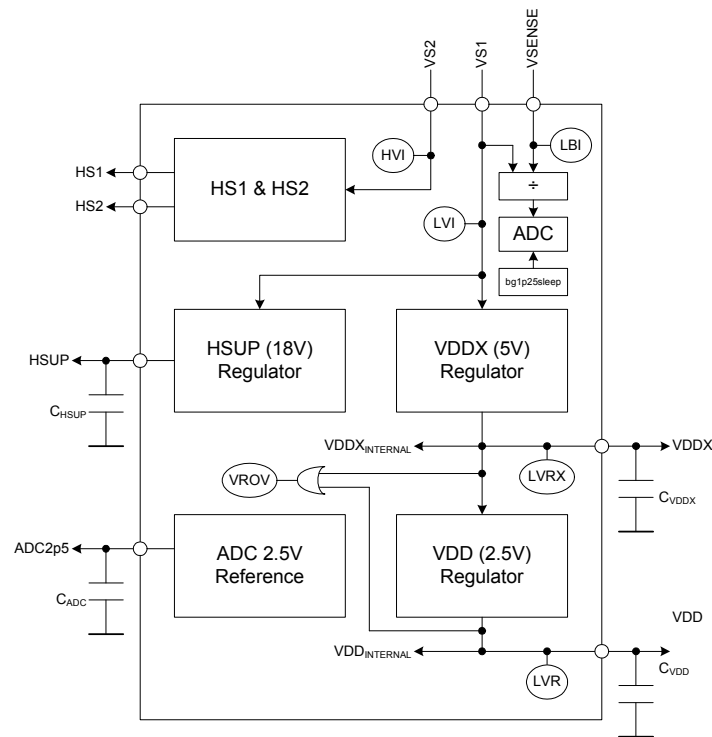 VS2
VS1
VSENSE
HVI
LBI
HS1
HS2
HS1 & HS2
÷
LVI
ADC
bg1p25sleep
HSUP (18V)
Regulator
VDDX (5V)
Regulator
HSUP
CHSUP
VDDXINTERNAL
VDDX
LVRX
VROV
CVDDX
ADC2p5
ADC 2.5V
Reference
VDD (2.5V)
Regulator
CADC
VDD
VDDINTERNAL
LVR
CVDD